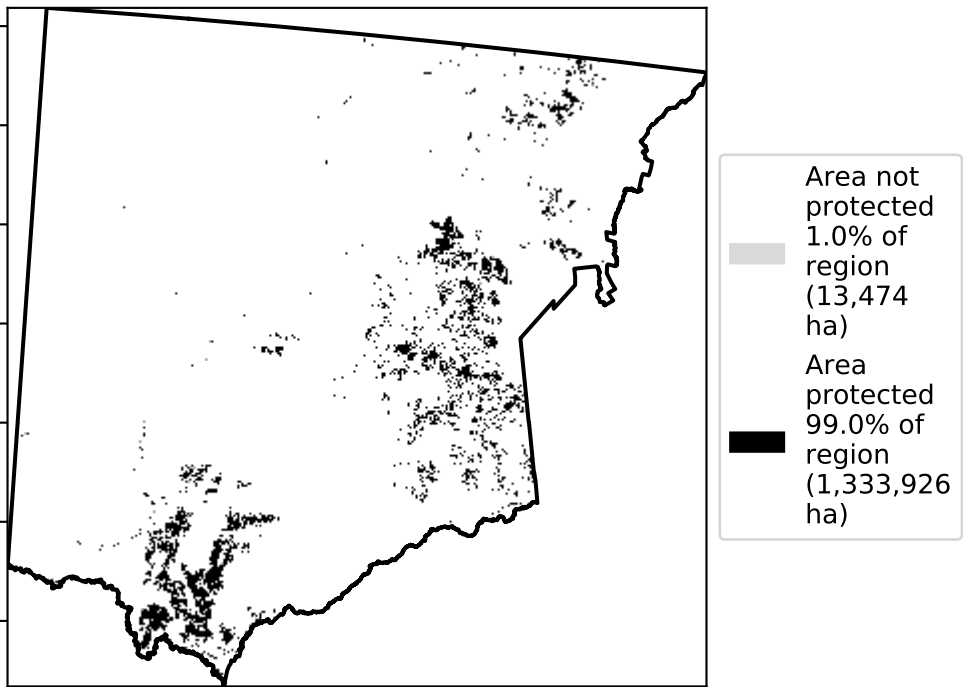 Area not
protected
1.0% of
region
(13,474
ha)
Area
protected
99.0% of
region
(1,333,926
ha)